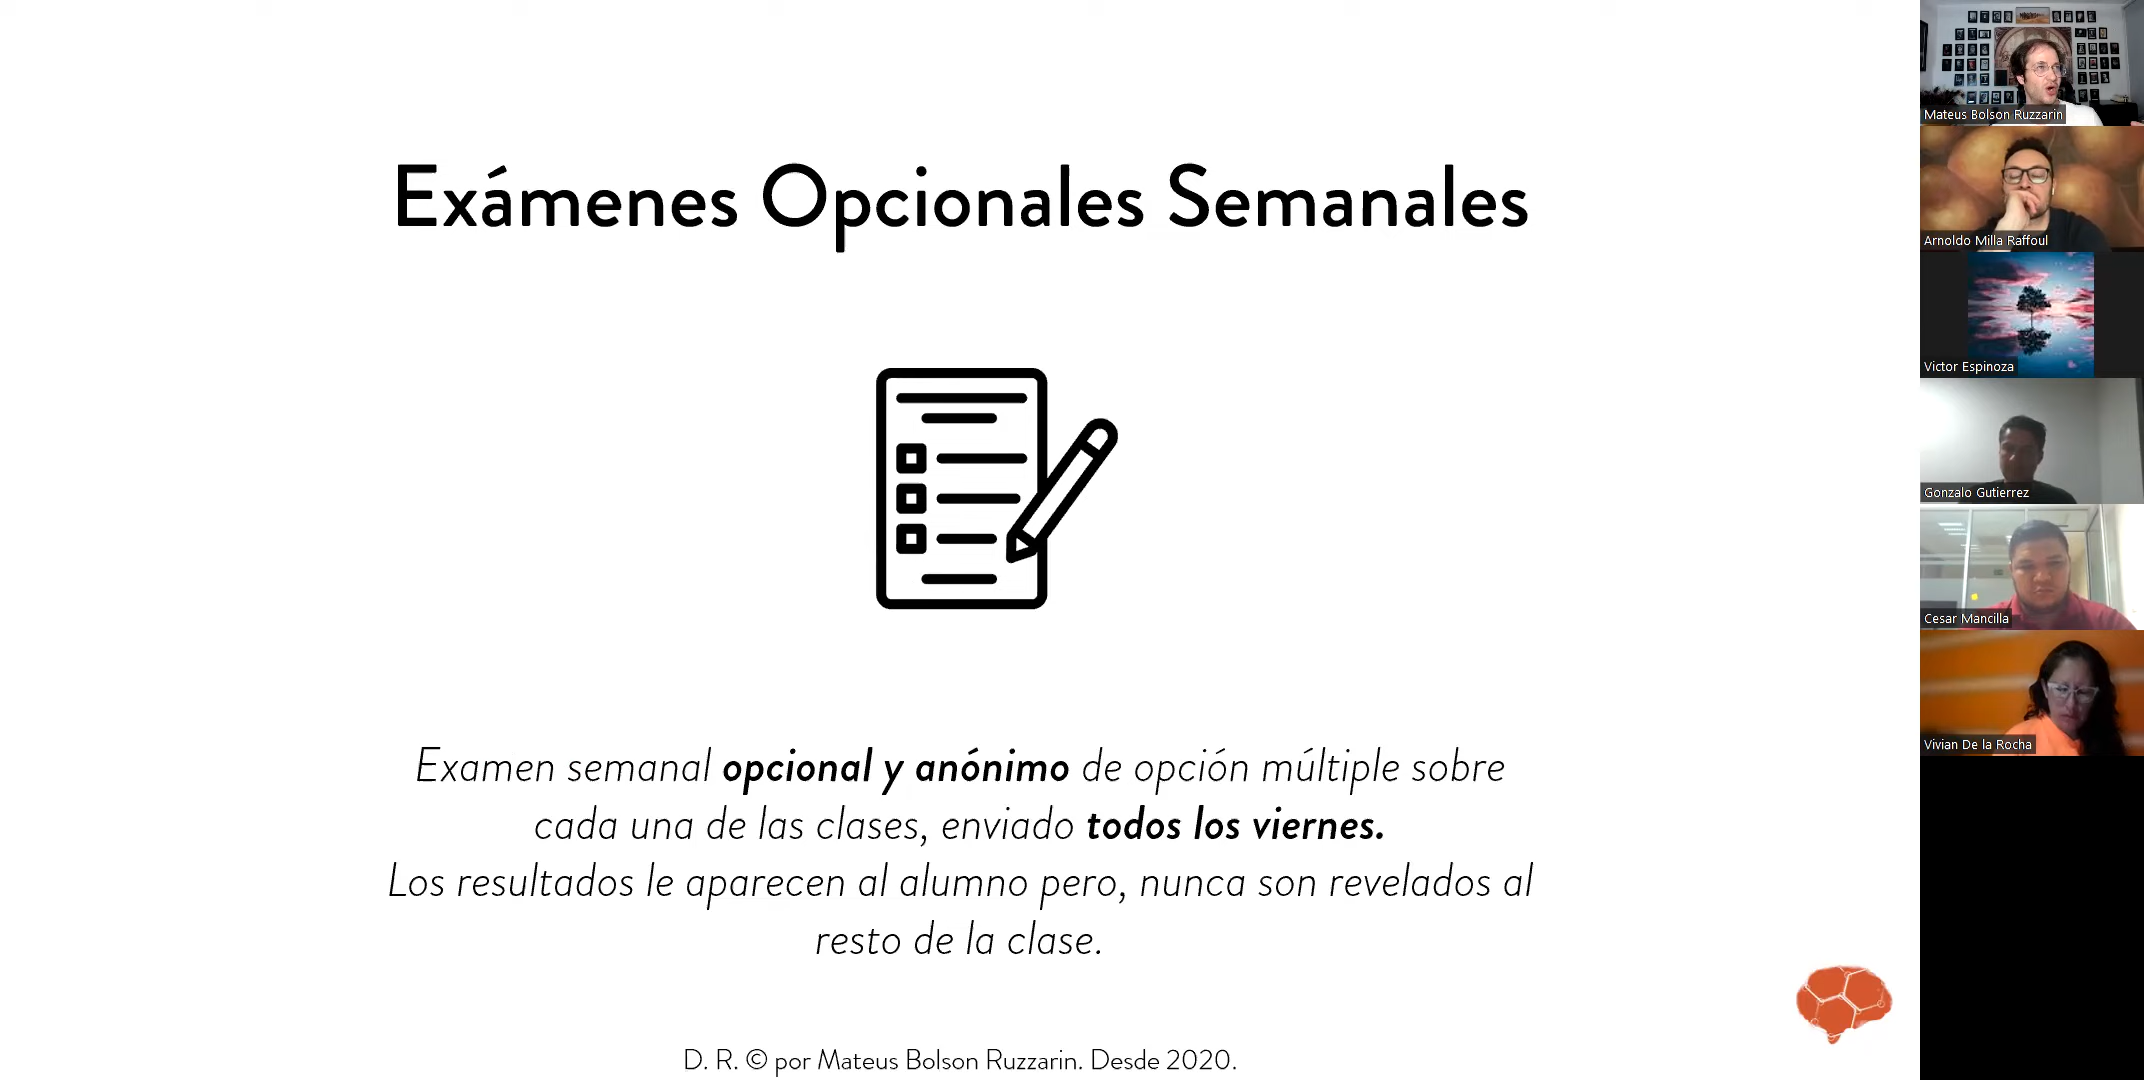 Exámenes Opcionales Semanales
Examen semanal opcional y anónimo de opción múltiple sobre
cada una de las clases, enviado todos los viernes.
Los resultados le aparecen al alumno pero, nunca son revelados al
resto de la clase.
D. R. © por Mateus Bolson Ruzzarin. Desde 2020.
Mateus Bolson Ruzzarin
Arnoldo Milla Raffoul
Victor Espinoza
Gonzalo Gutierrez
Cesar Mancilla
Vivian De la Rocha